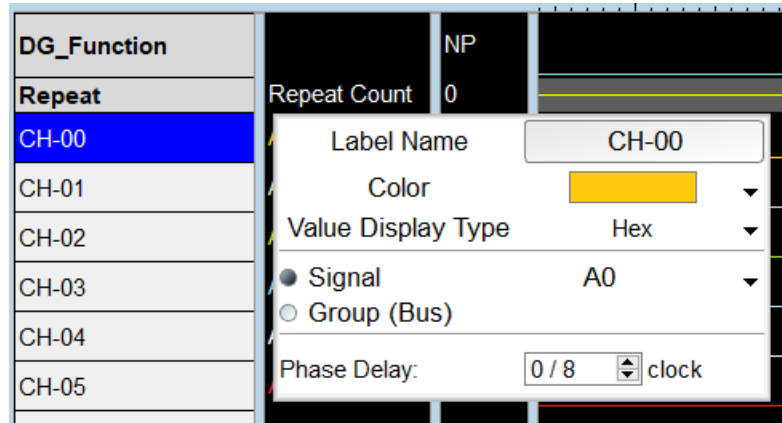 DG_Function NP
Repeat Repeat Count 0
CH-00
CH-01
CH-02
CH-03
CH-04
CH-05
Label Name CH-00
Color
Value Display Type Hex
Signal A0
Group (Bus)
Phase Delay: 0 / 8 clock